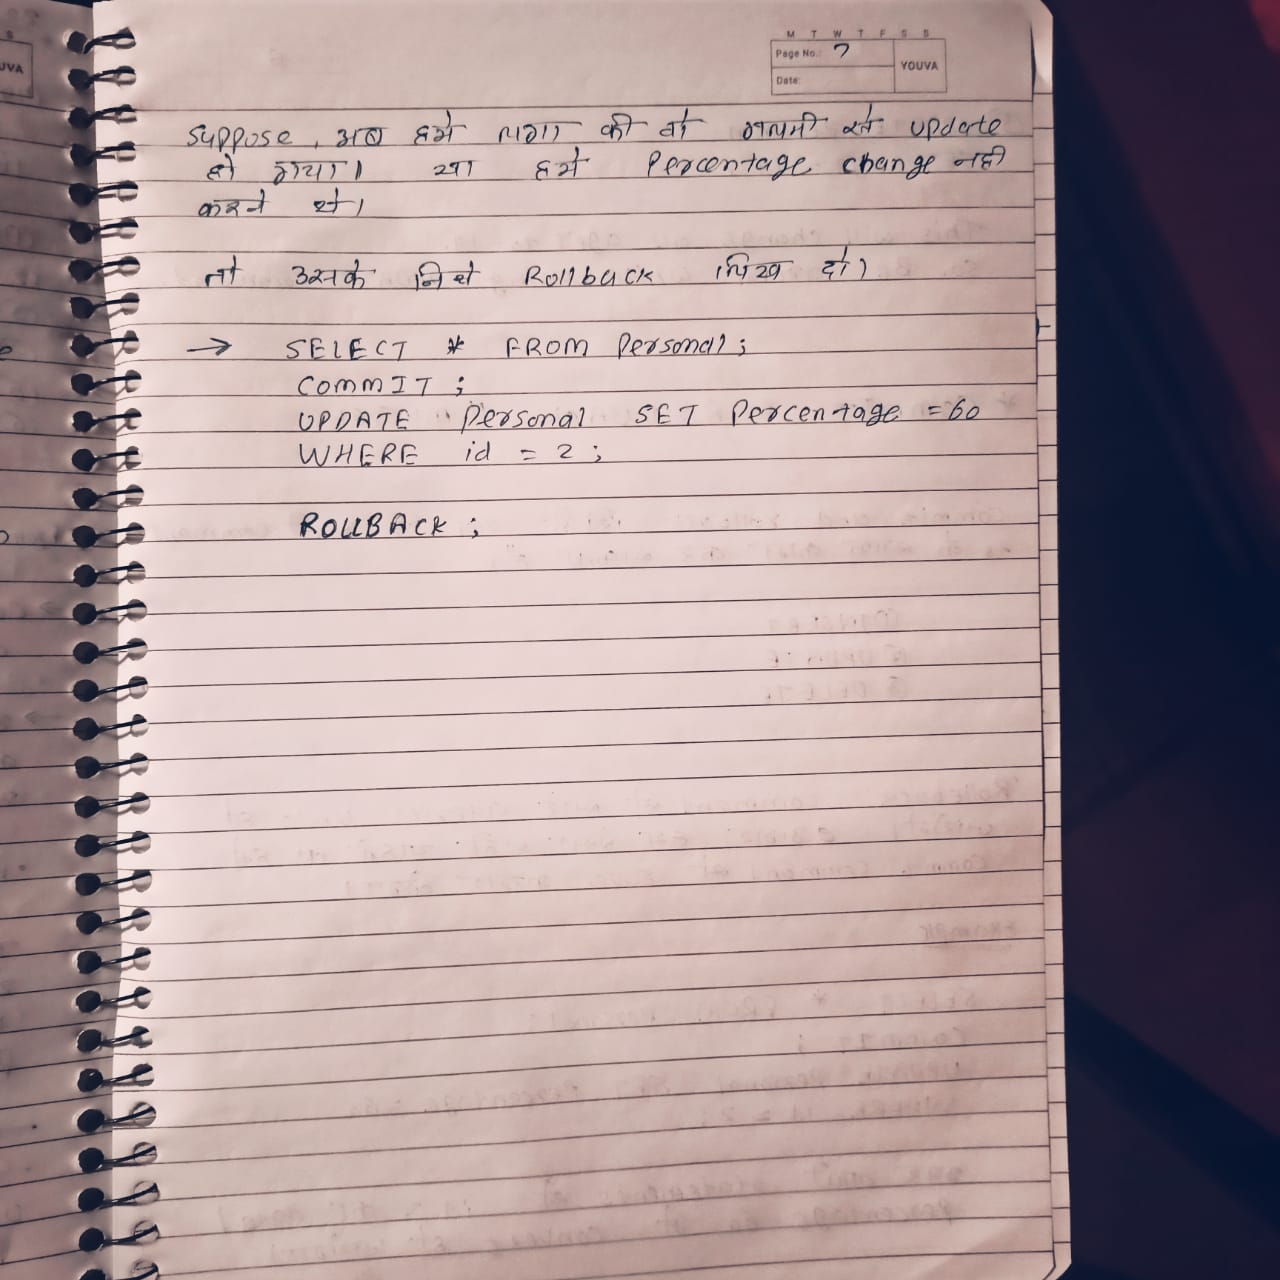 M T W T F S S
Page No.: 7
YOUVA
Date:
UVA
suppose, अब हमे लगा की वो गलती से update
हो गया। या हमे Percentage change नही
करने थे।
तो उसके निचे Rollback लिख दो।
→ SELECT * FROM Personal;
COMMIT ;
UPDATE Personal SET Percentage = 60
WHERE id = 2 ;
ROLLBACK ;